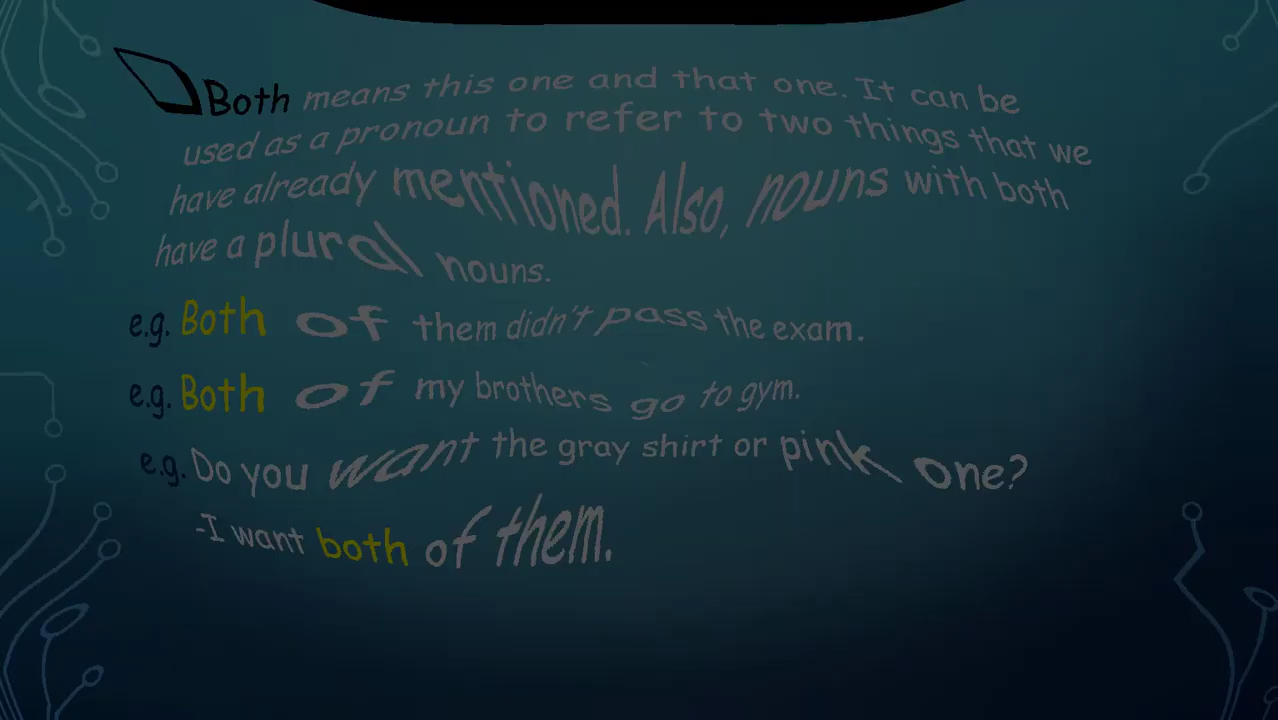 Both means this one and that one. It can be
used as a pronoun to refer to two things that we
have already mentioned. Also, nouns with both
have a plural nouns.
e.g. Both of them didn't pass the exam.
e.g. Both of my brothers go to gym.
e.g. Do you want the gray shirt or pink one?
-I want both of them.